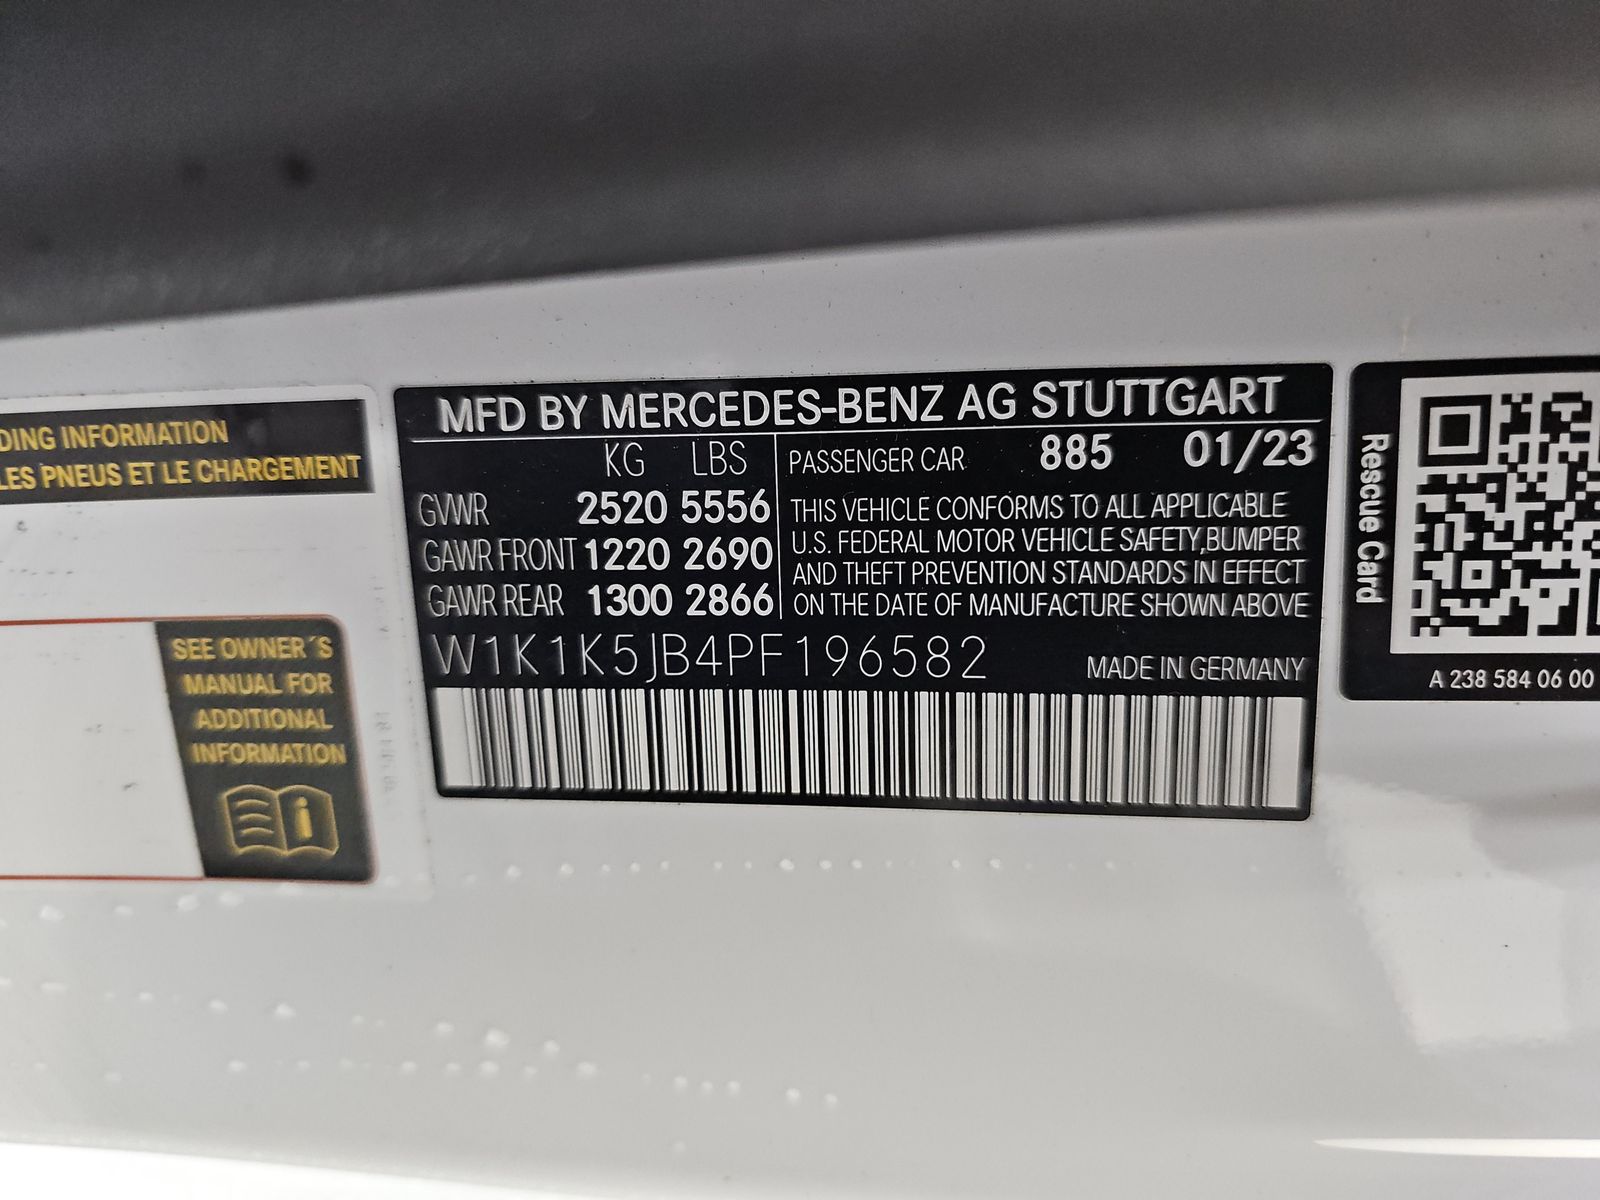 DING INFORMATION
LES PNEUS ET LE CHARGEMENT
SEE OWNER´S
MANUAL FOR
ADDITIONAL
INFORMATION
i
MFD BY MERCEDES-BENZ AG STUTTGART
KG LBS
GVWR 2520 5556
GAWR FRONT 1220 2690
GAWR REAR 1300 2866
PASSENGER CAR 885 01/23
THIS VEHICLE CONFORMS TO ALL APPLICABLE
U.S. FEDERAL MOTOR VEHICLE SAFETY,BUMPER
AND THEFT PREVENTION STANDARDS IN EFFECT
ON THE DATE OF MANUFACTURE SHOWN ABOVE
W1K1K5JB4PF196582
MADE IN GERMANY
Rescue Card
A 238 584 06 00